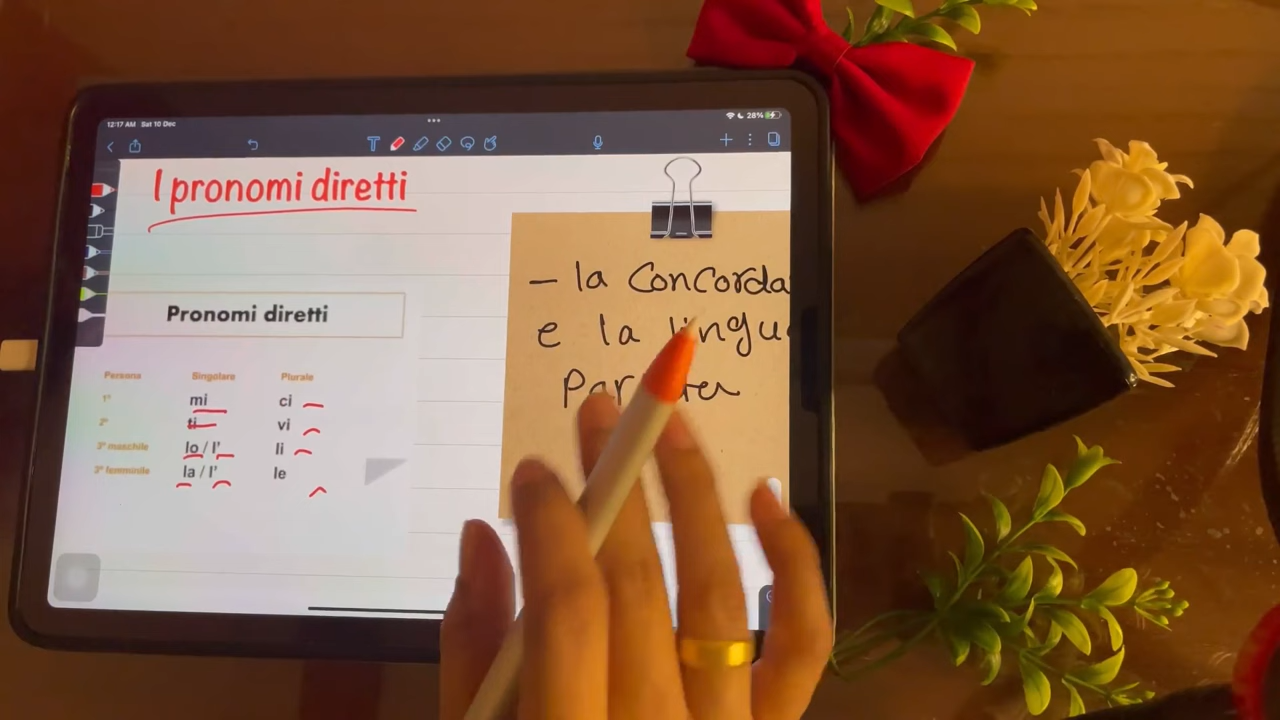 12:17 AM Sat 10 Dec
28%
I pronomi diretti
Pronomi diretti
Persona Singolare Plurale
1ª mi ci
2ª ti vi
3ª maschile lo / l' li
3ª femminile la / l' le
– la Concorda
e la lingu